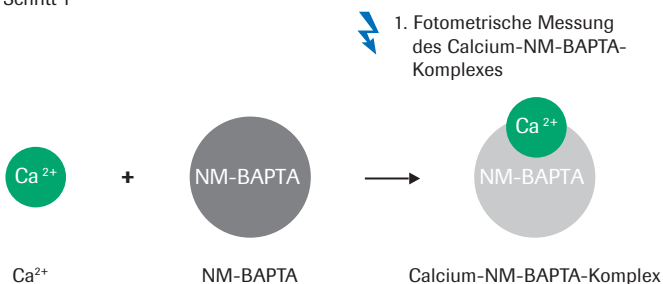 Schritt 1
1. Fotometrische Messung
des Calcium-NM-BAPTA-
Komplexes
Ca 2+
Ca 2+ + NM-BAPTA NM-BAPTA
Ca2+ NM-BAPTA Calcium-NM-BAPTA-Komplex